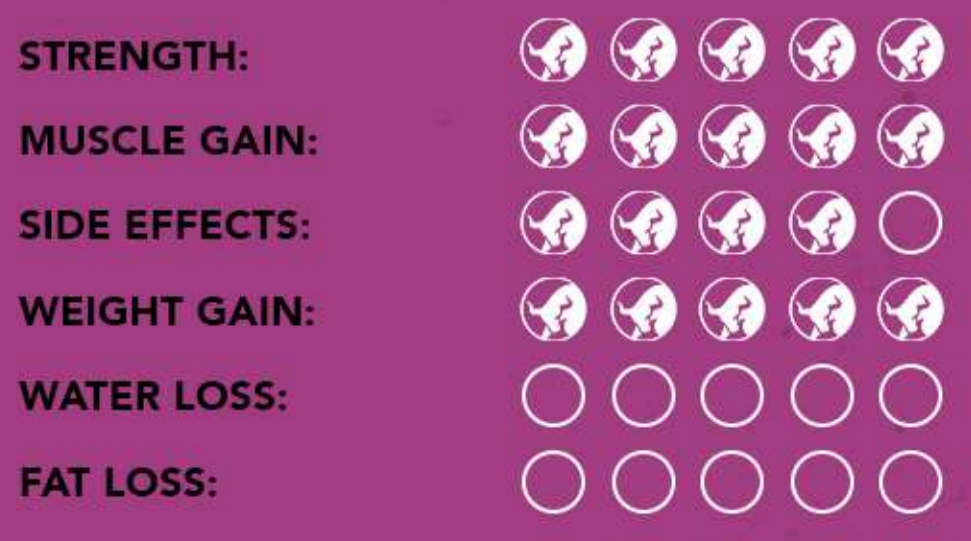 STRENGTH:
MUSCLE GAIN:
SIDE EFFECTS:
WEIGHT GAIN:
WATER LOSS:
FAT LOSS: